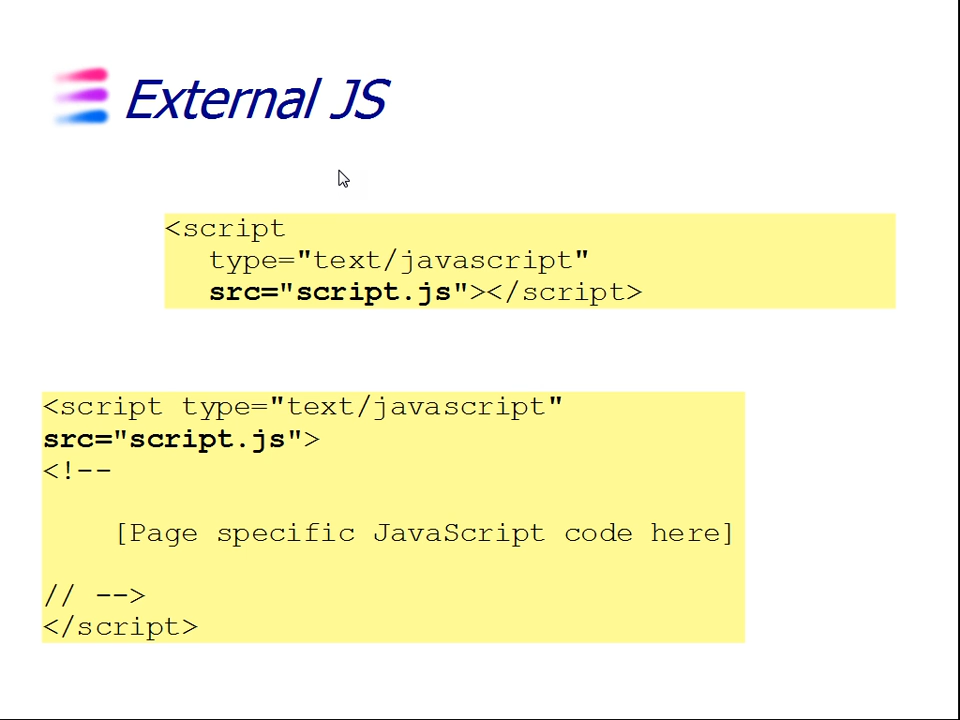 External JS
<script
type="text/javascript"
src="script.js"></script>
<script type="text/javascript"
src="script.js">
<!--
[Page specific JavaScript code here]
// -->
</script>